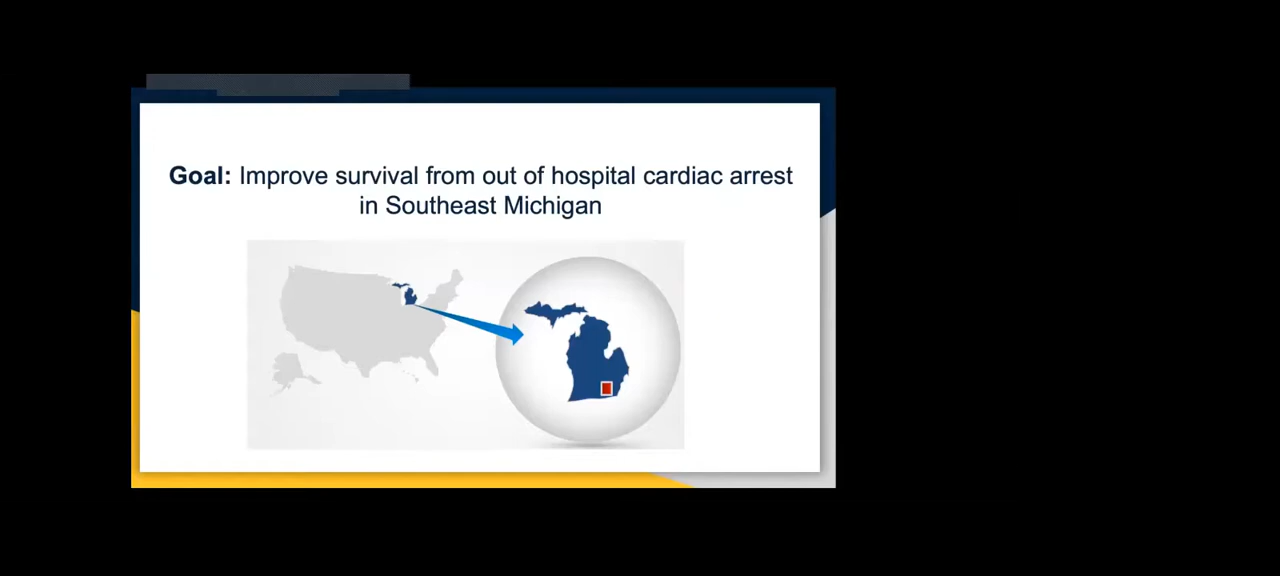 Goal: Improve survival from out of hospital cardiac arrest
in Southeast Michigan